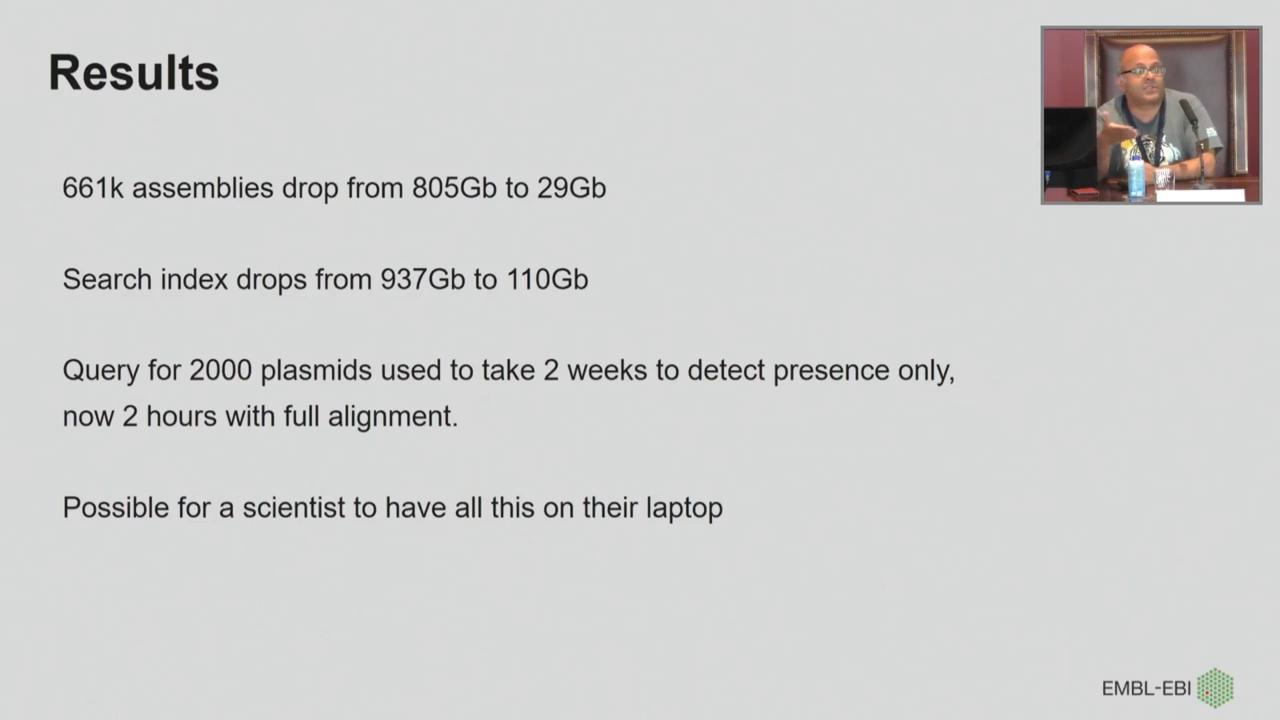 Results
661k assemblies drop from 805Gb to 29Gb
Search index drops from 937Gb to 110Gb
Query for 2000 plasmids used to take 2 weeks to detect presence only,
now 2 hours with full alignment.
Possible for a scientist to have all this on their laptop
EMBL-EBI